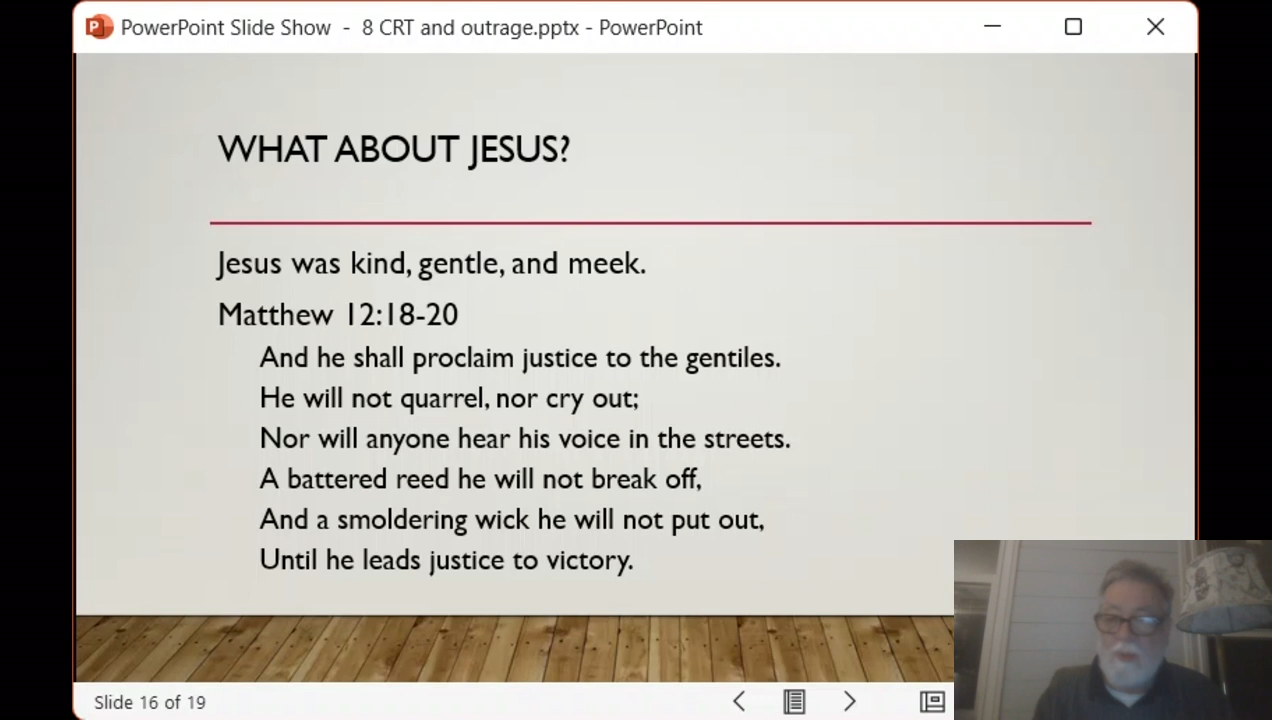 PowerPoint Slide Show - 8 CRT and outrage.pptx - PowerPoint
WHAT ABOUT JESUS?
Jesus was kind, gentle, and meek.
Matthew 12:18-20
And he shall proclaim justice to the gentiles.
He will not quarrel, nor cry out;
Nor will anyone hear his voice in the streets.
A battered reed he will not break off,
And a smoldering wick he will not put out,
Until he leads justice to victory.
Slide 16 of 19